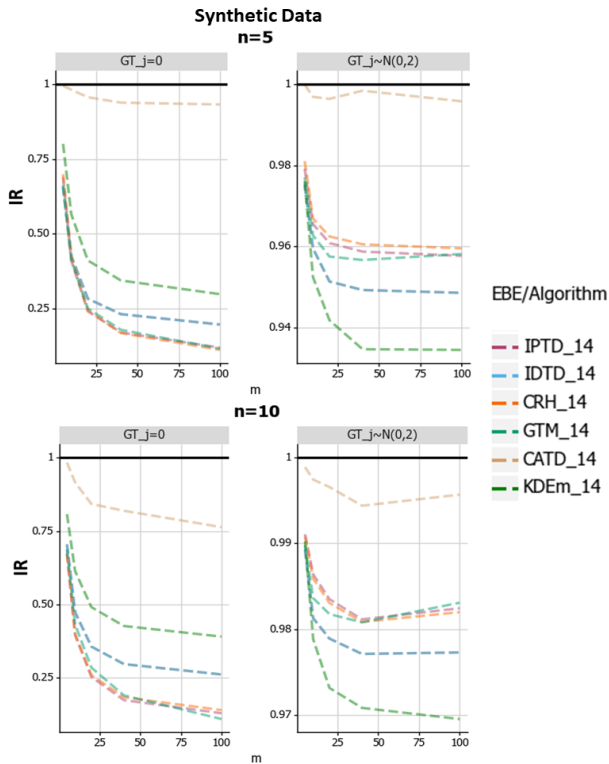 Synthetic Data
n=5
GT_j=0
GT_j~N(0,2)
IR
1
0.75
0.50
0.25
1
0.98
0.96
0.94
25
50
75
100
25
50
75
100
m
EBE/Algorithm
IPTD_14
IDTD_14
CRH_14
GTM_14
CATD_14
KDEm_14
n=10
GT_j=0
GT_j~N(0,2)
IR
1
0.75
0.50
0.25
1
0.99
0.98
0.97
25
50
75
100
25
50
75
100
m